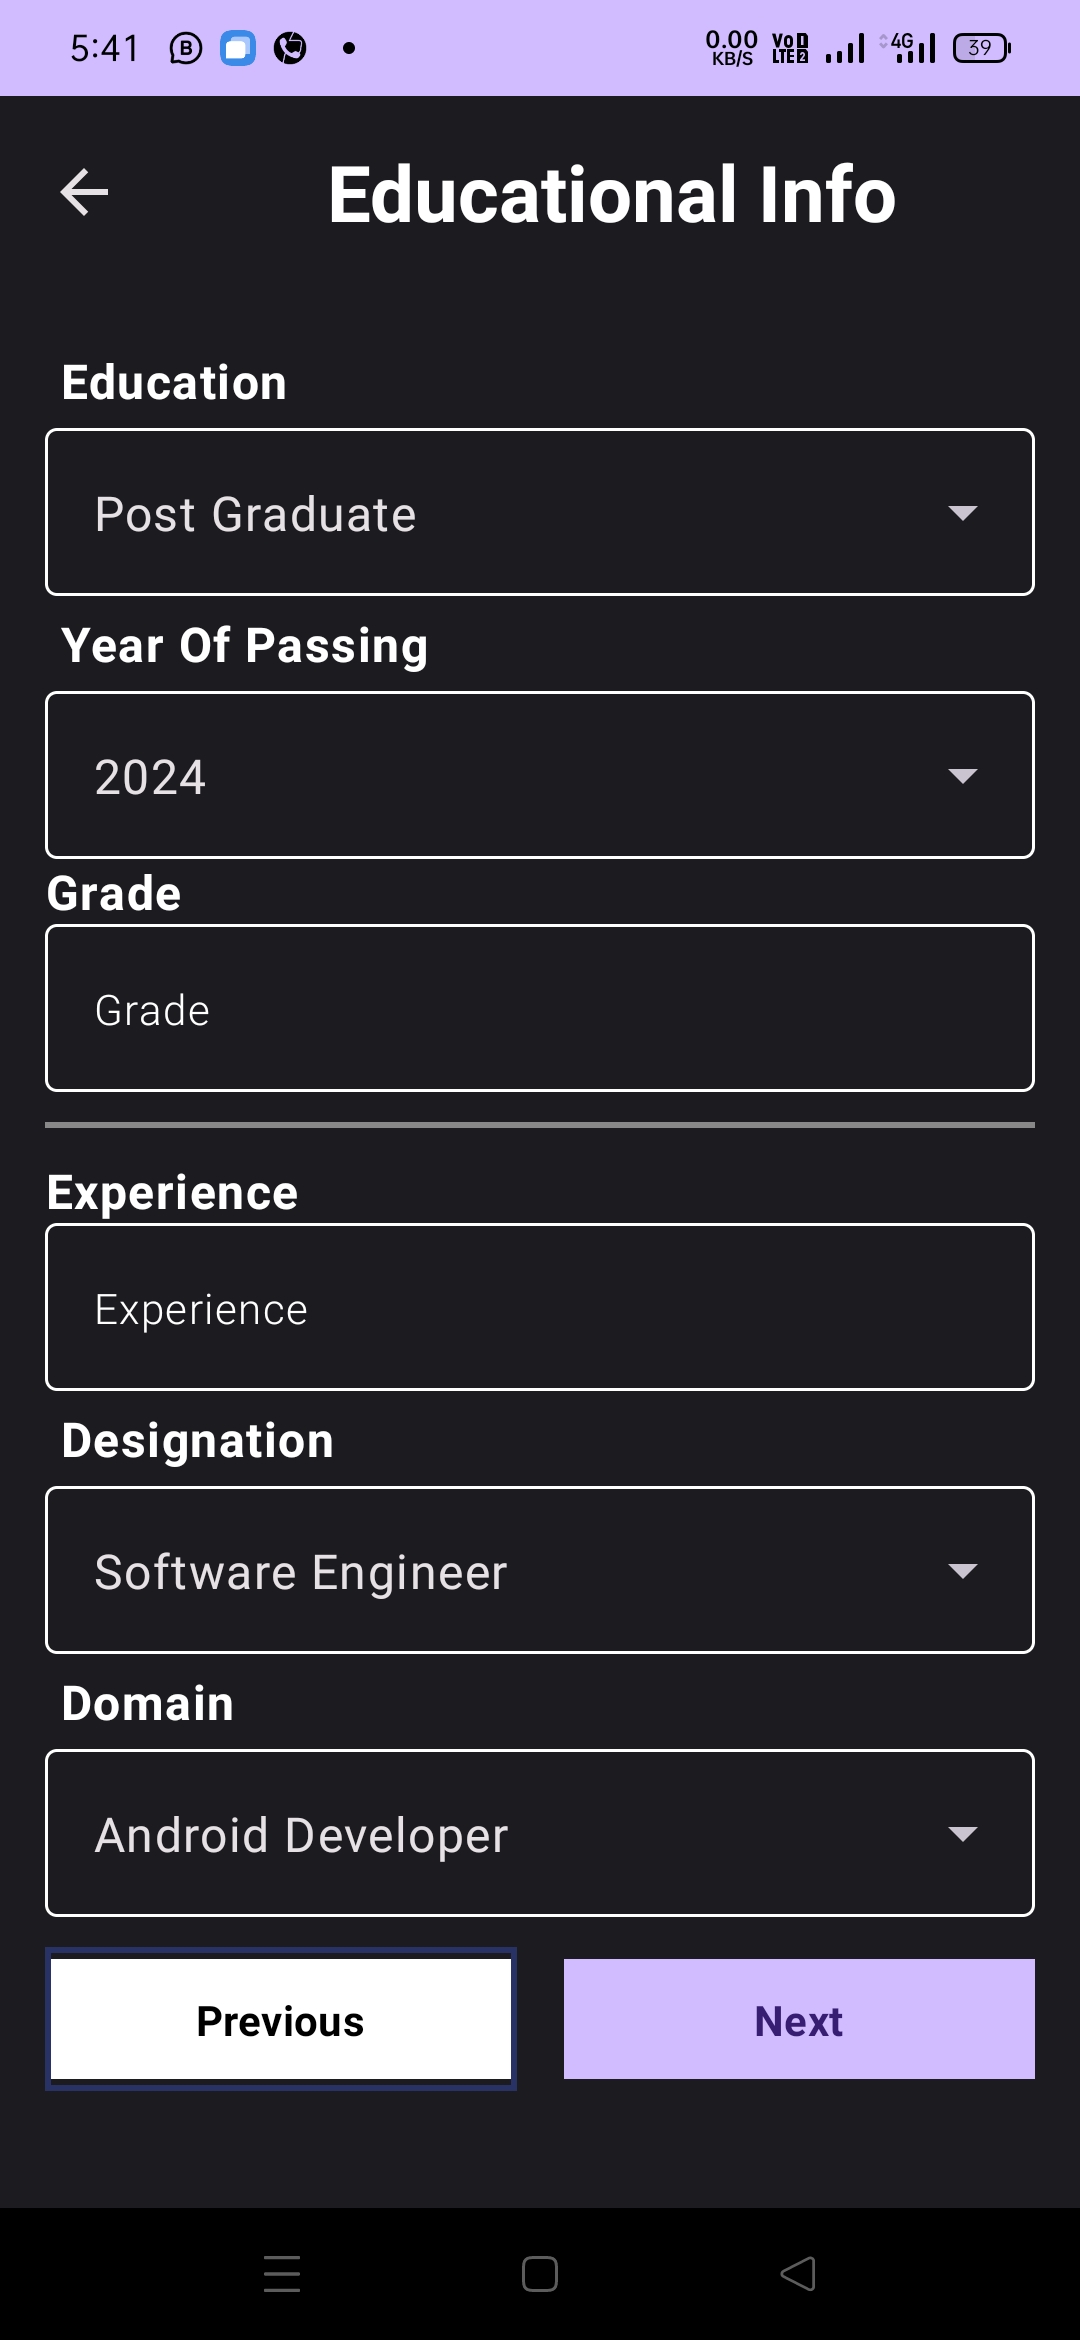 5:41 B 0.00 KB/S VoD LTE2 4G 39
Educational Info
Education
Post Graduate
Year Of Passing
2024
Grade
Grade
Experience
Experience
Designation
Software Engineer
Domain
Android Developer
Previous Next